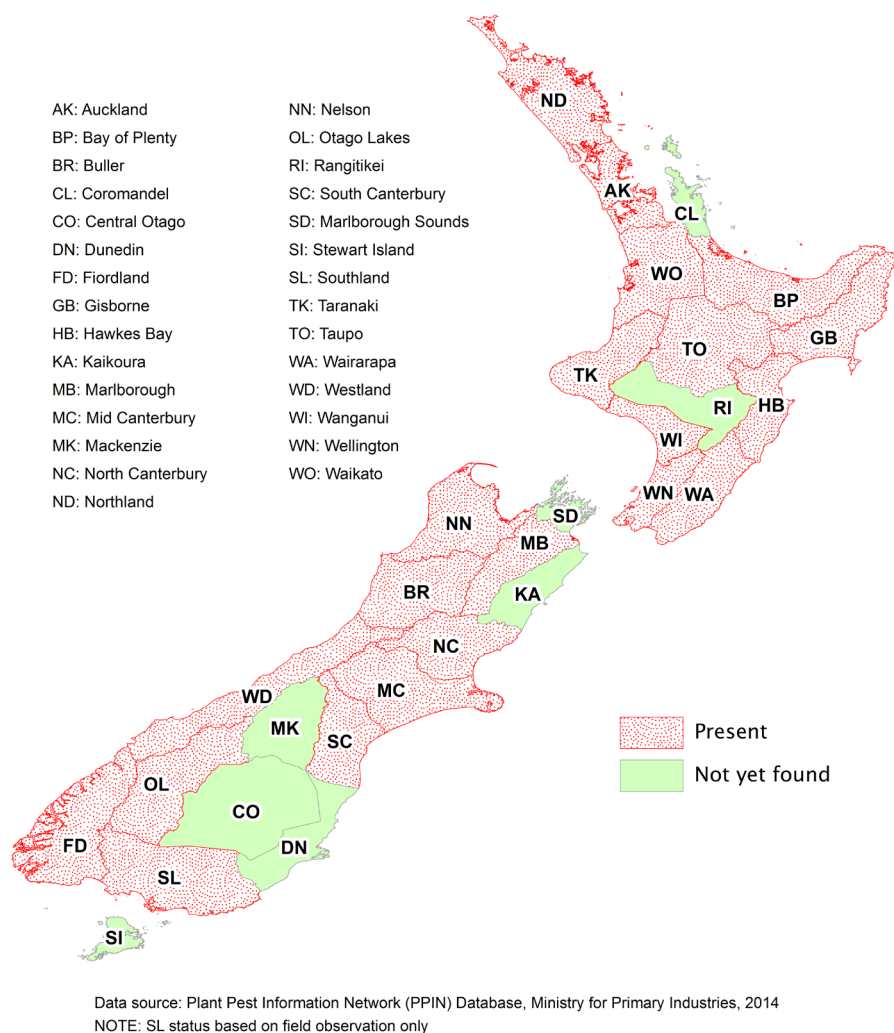 AK: Auckland
BP: Bay of Plenty
BR: Buller
CL: Coromandel
CO: Central Otago
DN: Dunedin
FD: Fiordland
GB: Gisborne
HB: Hawkes Bay
KA: Kaikoura
MB: Marlborough
MC: Mid Canterbury
MK: Mackenzie
NC: North Canterbury
ND: Northland
NN: Nelson
OL: Otago Lakes
RI: Rangitikei
SC: South Canterbury
SD: Marlborough Sounds
SI: Stewart Island
SL: Southland
TK: Taranaki
TO: Taupo
WA: Wairarapa
WD: Westland
WI: Wanganui
WN: Wellington
WO: Waikato
ND
AK
CL
WO
BP
GB
TO
TK
RI
HB
WI
WN
WA
SD
NN
MB
BR
KA
NC
MC
WD
MK
SC
OL
CO
FD
DN
SL
SI
Present
Not yet found
Data source: Plant Pest Information Network (PPIN) Database, Ministry for Primary Industries, 2014
NOTE: SL status based on field observation only